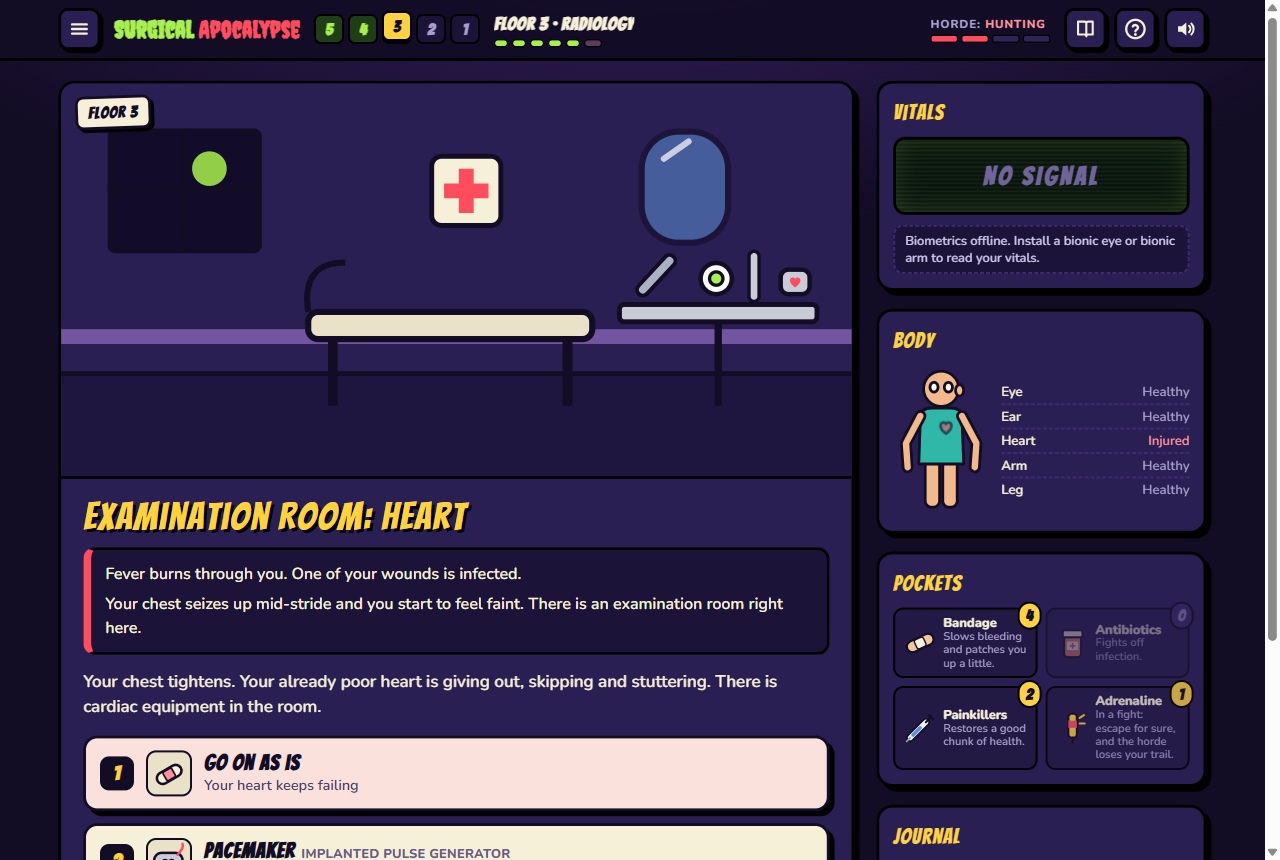 SURGICAL APOCALYPSE
5 4 3 2 1
FLOOR 3 • RADIOLOGY
HORDE: HUNTING
FLOOR 3
EXAMINATION ROOM: HEART
Fever burns through you. One of your wounds is infected.
Your chest seizes up mid-stride and you start to feel faint. There is an examination room right
here.
Your chest tightens. Your already poor heart is giving out, skipping and stuttering. There is
cardiac equipment in the room.
1
GO ON AS IS
Your heart keeps failing
2
PACEMAKER IMPLANTED PULSE GENERATOR
VITALS
NO SIGNAL
Biometrics offline. Install a bionic eye or bionic
arm to read your vitals.
BODY
Eye Healthy
Ear Healthy
Heart Injured
Arm Healthy
Leg Healthy
POCKETS
Bandage 4
Slows bleeding
and patches you
up a little.
Antibiotics 0
Fights off
infection.
Painkillers 2
Restores a good
chunk of health.
Adrenaline 1
In a fight:
escape for sure,
and the horde
loses your trail.
JOURNAL